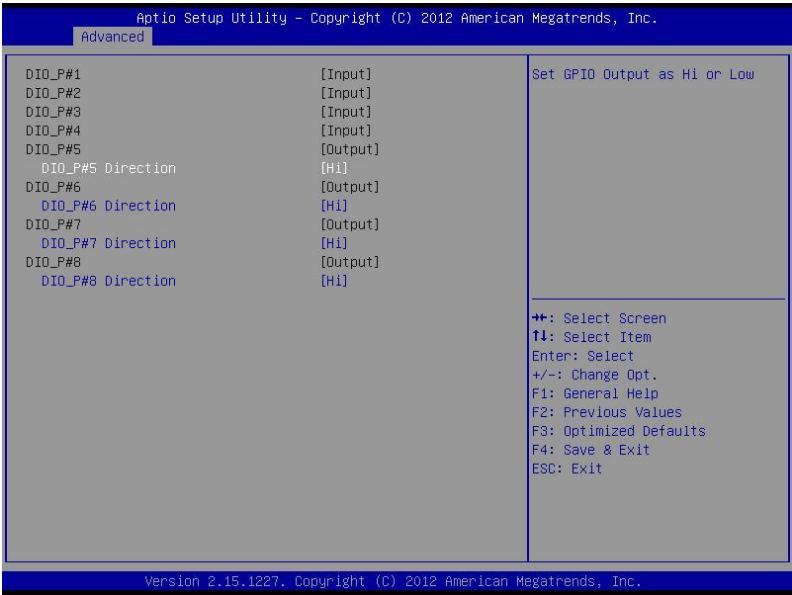 Aptio Setup Utility – Copyright (C) 2012 American Megatrends, Inc.
Advanced
DIO_P#1 [Input]
DIO_P#2 [Input]
DIO_P#3 [Input]
DIO_P#4 [Input]
DIO_P#5 [Output]
DIO_P#5 Direction [Hi]
DIO_P#6 [Output]
DIO_P#6 Direction [Hi]
DIO_P#7 [Output]
DIO_P#7 Direction [Hi]
DIO_P#8 [Output]
DIO_P#8 Direction [Hi]
Set GPIO Output as Hi or Low
→←: Select Screen
↑↓: Select Item
Enter: Select
+/-: Change Opt.
F1: General Help
F2: Previous Values
F3: Optimized Defaults
F4: Save & Exit
ESC: Exit
Version 2.15.1227. Copyright (C) 2012 American Megatrends, Inc.